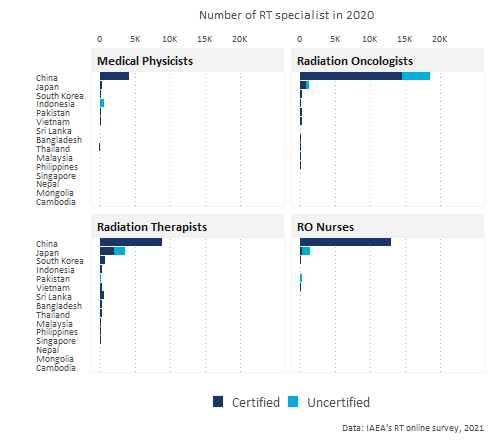 Number of RT specialist in 2020
0 5K 10K 15K 20K 0 5K 10K 15K 20K
Medical Physicists Radiation Oncologists
China
Japan
South Korea
Indonesia
Pakistan
Vietnam
Sri Lanka
Bangladesh
Thailand
Malaysia
Philippines
Singapore
Nepal
Mongolia
Cambodia
Radiation Therapists RO Nurses
China
Japan
South Korea
Indonesia
Pakistan
Vietnam
Sri Lanka
Bangladesh
Thailand
Malaysia
Philippines
Singapore
Nepal
Mongolia
Cambodia
Certified Uncertified
Data: IAEA's RT online survey, 2021